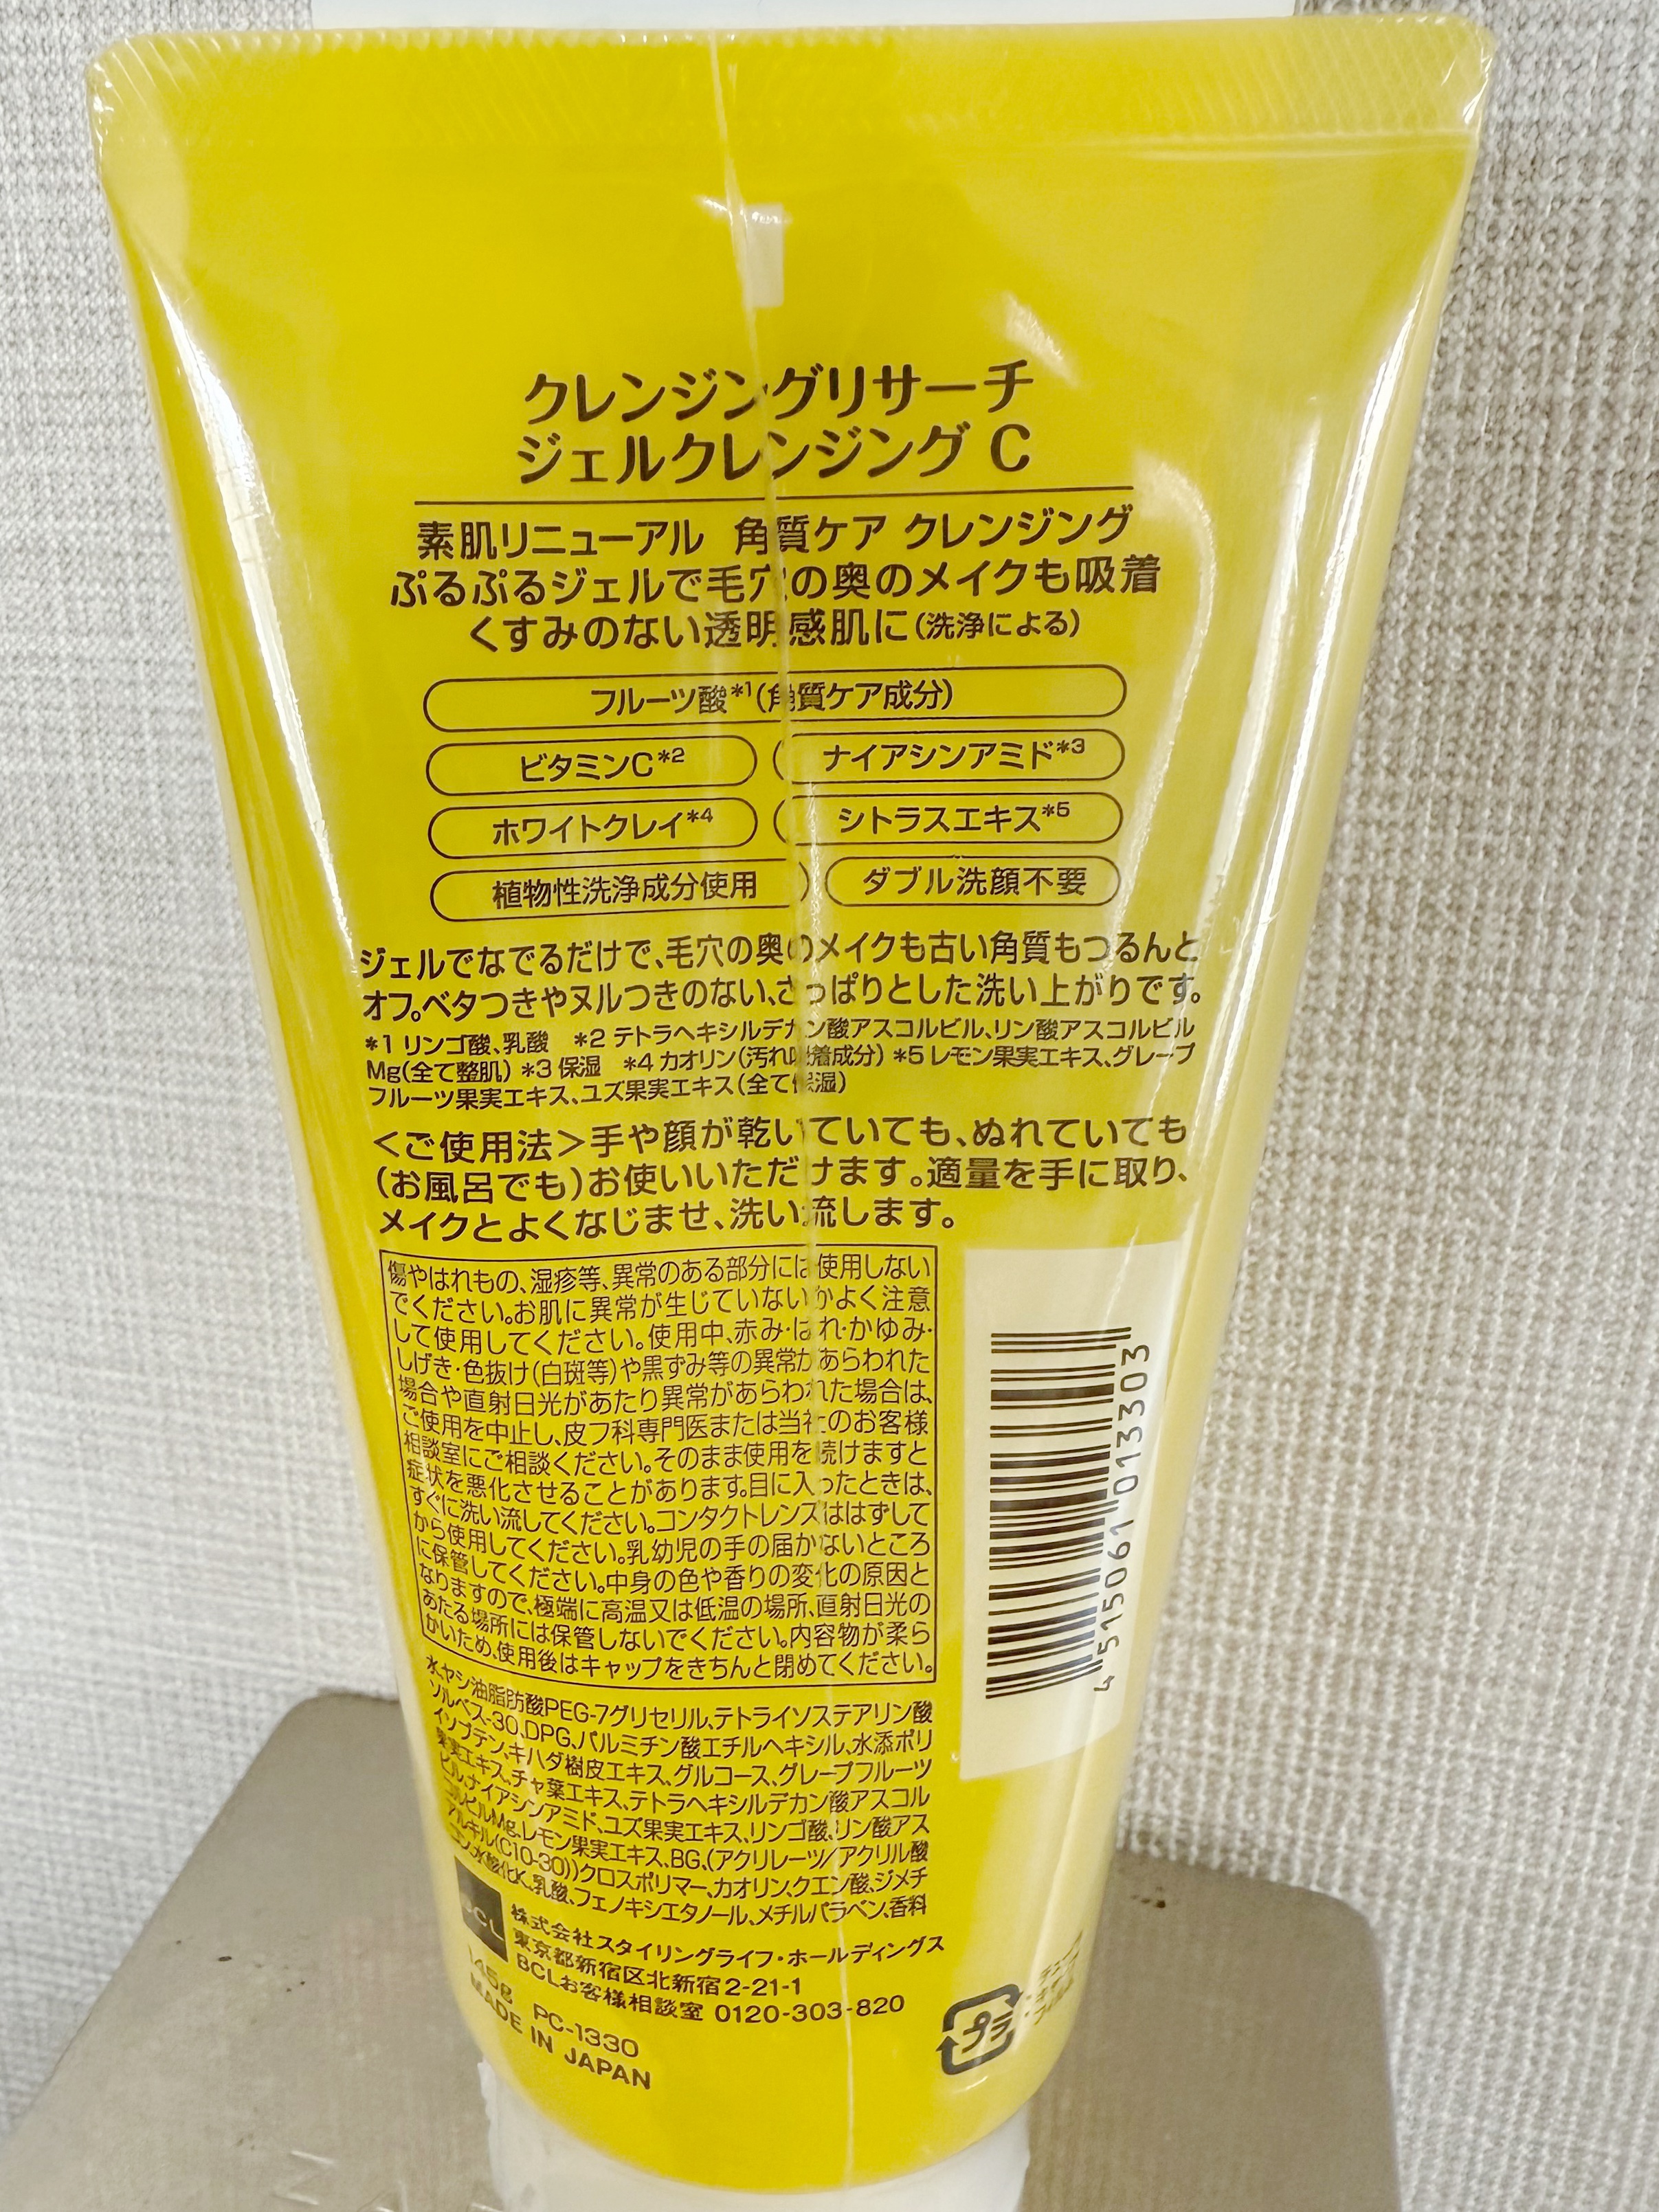 クレンジングリサーチ
ジェルクレンジング C
素肌リニューアル 角質ケア クレンジング
ぷるぷるジェルで毛穴の奥のメイクも吸着
くすみのない透明感肌に(洗浄による)
フルーツ酸*1(角質ケア成分)
ビタミンC*2 ナイアシンアミド*3
ホワイトクレイ*4 シトラスエキス*5
植物性洗浄成分使用 ダブル洗顔不要
ジェルでなでるだけで、毛穴の奥のメイクも古い角質もつるんと
オフ。ベタつきやヌルつきのない、さっぱりとした洗い上がりです。
*1 リンゴ酸、乳酸 *2 テトラヘキシルデカン酸アスコルビル、リン酸アスコルビル
Mg(全て整肌) *3 保湿 *4 カオリン(汚れ吸着成分) *5 レモン果実エキス、グレープ
フルーツ果実エキス、ユズ果実エキス(全て保湿)
＜ご使用法＞手や顔が乾いていても、ぬれていても
(お風呂でも)お使いいただけます。適量を手に取り、
メイクとよくなじませ、洗い流します。
傷やはれもの、湿疹等、異常のある部分には使用しない
でください。お肌に異常が生じていないかよく注意
して使用してください。使用中、赤み・はれ・かゆみ・
しげき・色抜け(白斑等)や黒ずみ等の異常があらわれた
場合や直射日光があたり異常があらわれた場合は、
ご使用を中止し、皮フ科専門医または当社のお客様
相談室にご相談ください。そのまま使用を続けますと
症状を悪化させることがあります。目に入ったときは、
すぐに洗い流してください。コンタクトレンズははずして
から使用してください。乳幼児の手の届かないところ
に保管してください。中身の色や香りの変化の原因と
なりますので、極端に高温又は低温の場所、直射日光の
あたる場所には保管しないでください。内容物が柔ら
かいため、使用後はキャップをきちんと閉めてください。
4 515061 013303
水、ヤシ油脂肪酸PEG-7グリセリル、テトライソステアリン酸
ソルベス-30、DPG、パルミチン酸エチルヘキシル、水添ポリ
イソブテン、キハダ樹皮エキス、グルコース、グレープフルーツ
果実エキス、チャ葉エキス、テトラヘキシルデカン酸アスコル
ビル、ナイアシンアミド、ユズ果実エキス、リンゴ酸、リン酸アス
コルビルMg、レモン果実エキス、BG、(アクリレーツ/アクリル酸
アルキル(C10-30))クロスポリマー、カオリン、クエン酸、ジメチ
コン、水酸化K、乳酸、フェノキシエタノール、メチルパラベン、香料
BCL
株式会社スタイリングライフ・ホールディングス
東京都新宿区北新宿2-21-1
BCLお客様相談室 0120-303-820
145g PC-1330
MADE IN JAPAN
プラ